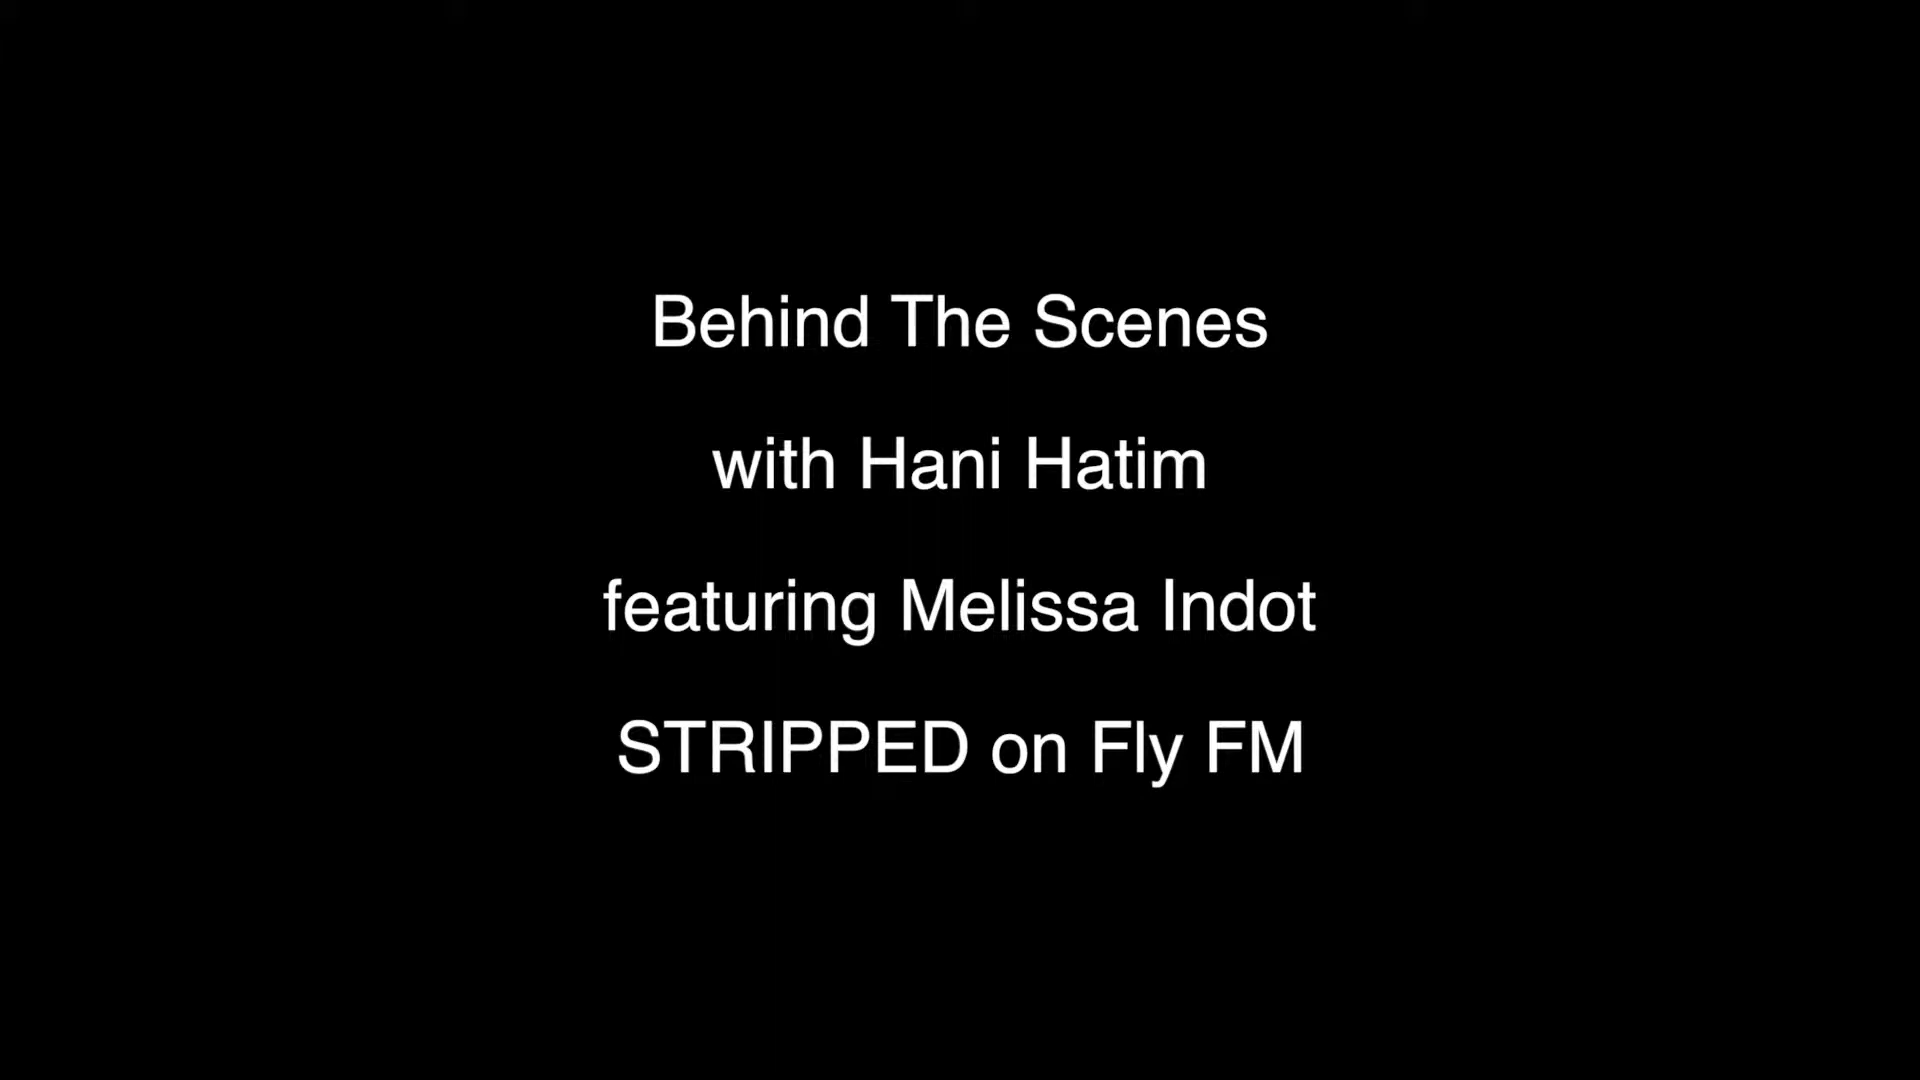 Behind The Scenes
with Hani Hatim
featuring Melissa Indot
STRIPPED on Fly FM